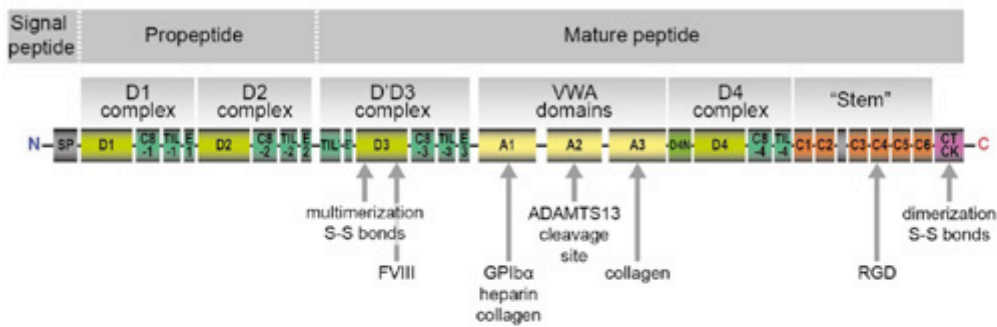 Signal
peptide
Propeptide
Mature peptide
D1
complex
D2
complex
D'D3
complex
VWA
domains
D4
complex
“Stem”
N SP D1 C8 -1 TIL -1 E 1 D2 C8 -2 TIL -2 E 2 TIL E' D3 C8 -3 TIL -3 E 3 A1 A2 A3 D4N D4 C8 -4 TIL -4 C1 C2 C3 C4 C5 C6 CT CK C
multimerization
S-S bonds
FVIII
GPIbα
heparin
collagen
ADAMTS13
cleavage
site
collagen
RGD
dimerization
S-S bonds